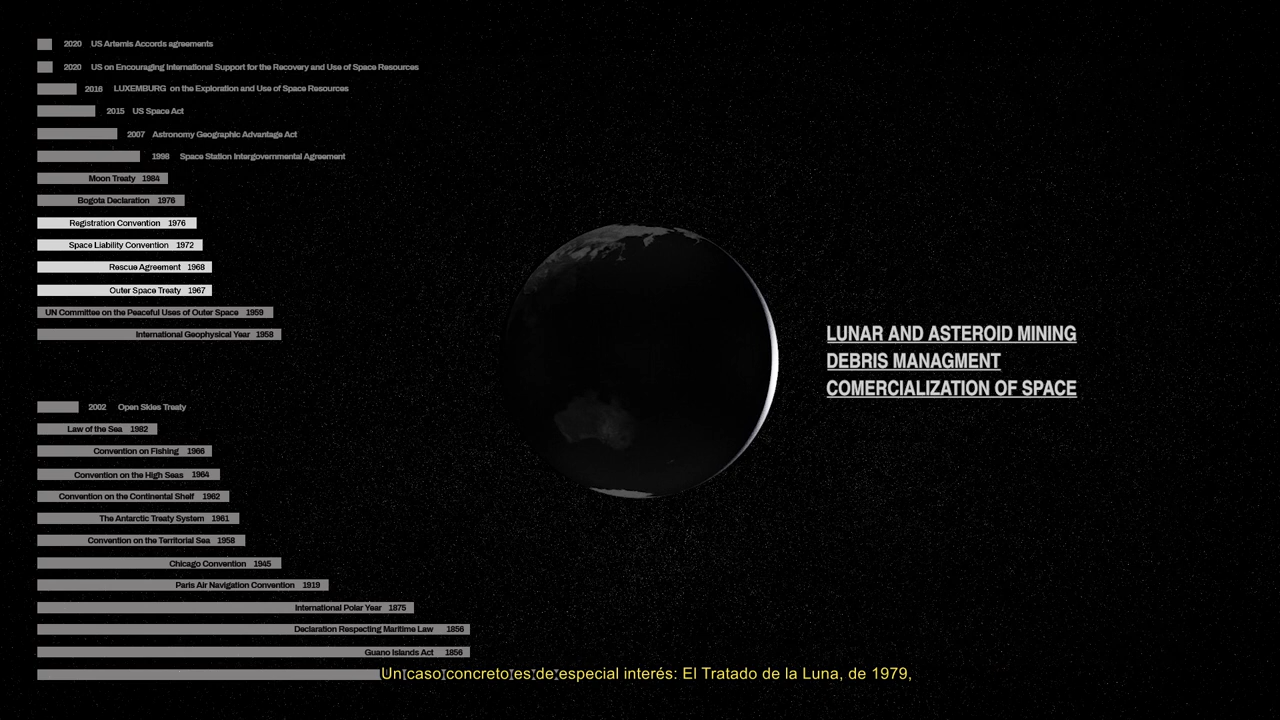 2020 US Artemis Accords agreements
2020 US on Encouraging International Support for the Recovery and Use of Space Resources
2016 LUXEMBURG on the Exploration and Use of Space Resources
2015 US Space Act
2007 Astronomy Geographic Advantage Act
1998 Space Station Intergovernmental Agreement
Moon Treaty 1984
Bogota Declaration 1976
Registration Convention 1976
Space Liability Convention 1972
Rescue Agreement 1968
Outer Space Treaty 1967
UN Committee on the Peaceful Uses of Outer Space 1959
International Geophysical Year 1958
2002 Open Skies Treaty
Law of the Sea 1982
Convention on Fishing 1966
Convention on the High Seas 1964
Convention on the Continental Shelf 1962
The Antarctic Treaty System 1961
Convention on the Territorial Sea 1958
Chicago Convention 1945
Paris Air Navigation Convention 1919
International Polar Year 1875
Declaration Respecting Maritime Law 1856
Guano Islands Act 1856
LUNAR AND ASTEROID MINING
DEBRIS MANAGMENT
COMERCIALIZATION OF SPACE
Un caso concreto es de especial interés: El Tratado de la Luna, de 1979,